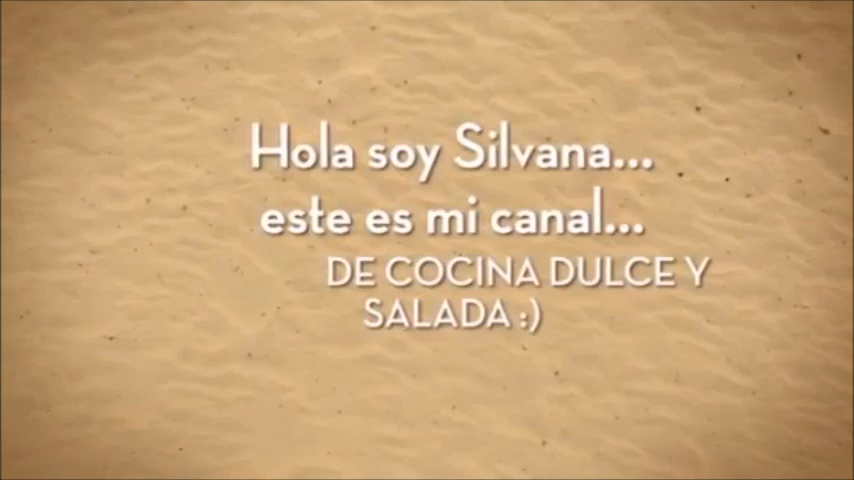 Hola soy Silvana...
este es mi canal...
DE COCINA DULCE Y
SALADA :)